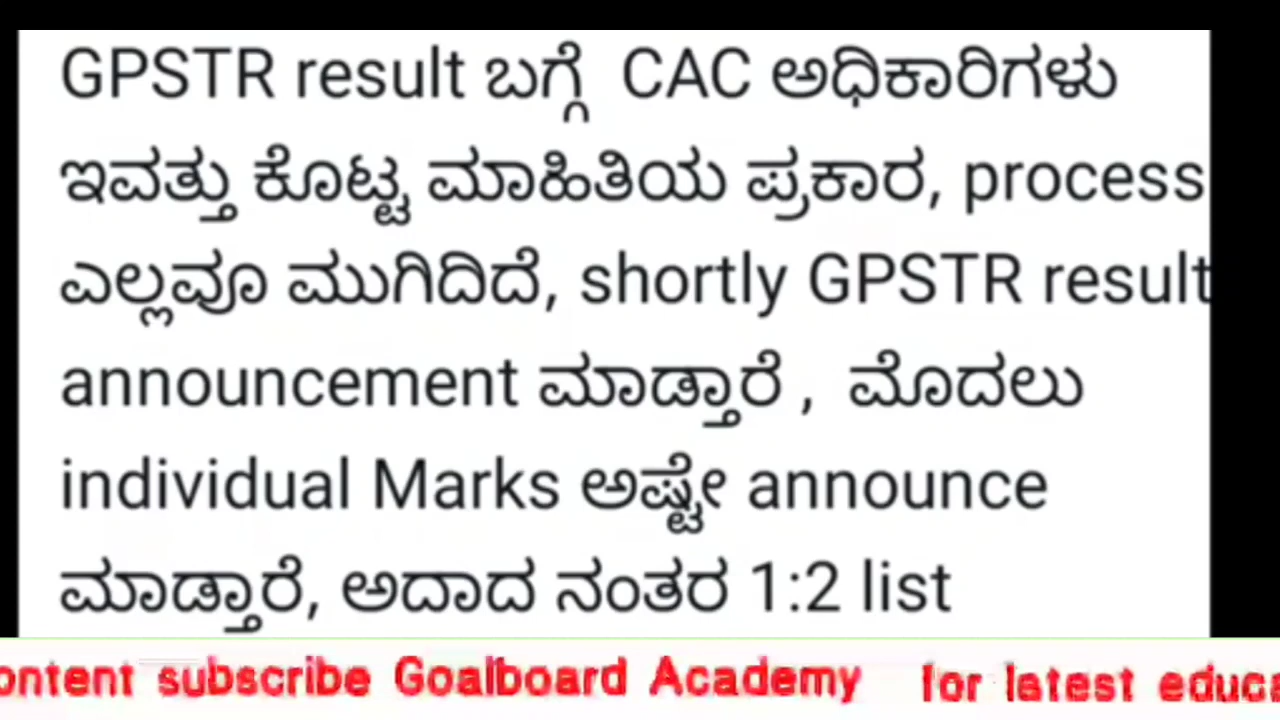 GPSTR result ಬಗ್ಗೆ CAC ಅಧಿಕಾರಿಗಳು
ಇವತ್ತು ಕೊಟ್ಟ ಮಾಹಿತಿಯ ಪ್ರಕಾರ, process
ಎಲ್ಲವೂ ಮುಗಿದಿದೆ, shortly GPSTR result
announcement ಮಾಡ್ತಾರೆ , ಮೊದಲು
individual Marks ಅಷ್ಟೇ announce
ಮಾಡ್ತಾರೆ, ಅದಾದ ನಂತರ 1:2 list
ontent subscribe Goalboard Academy for latest educa